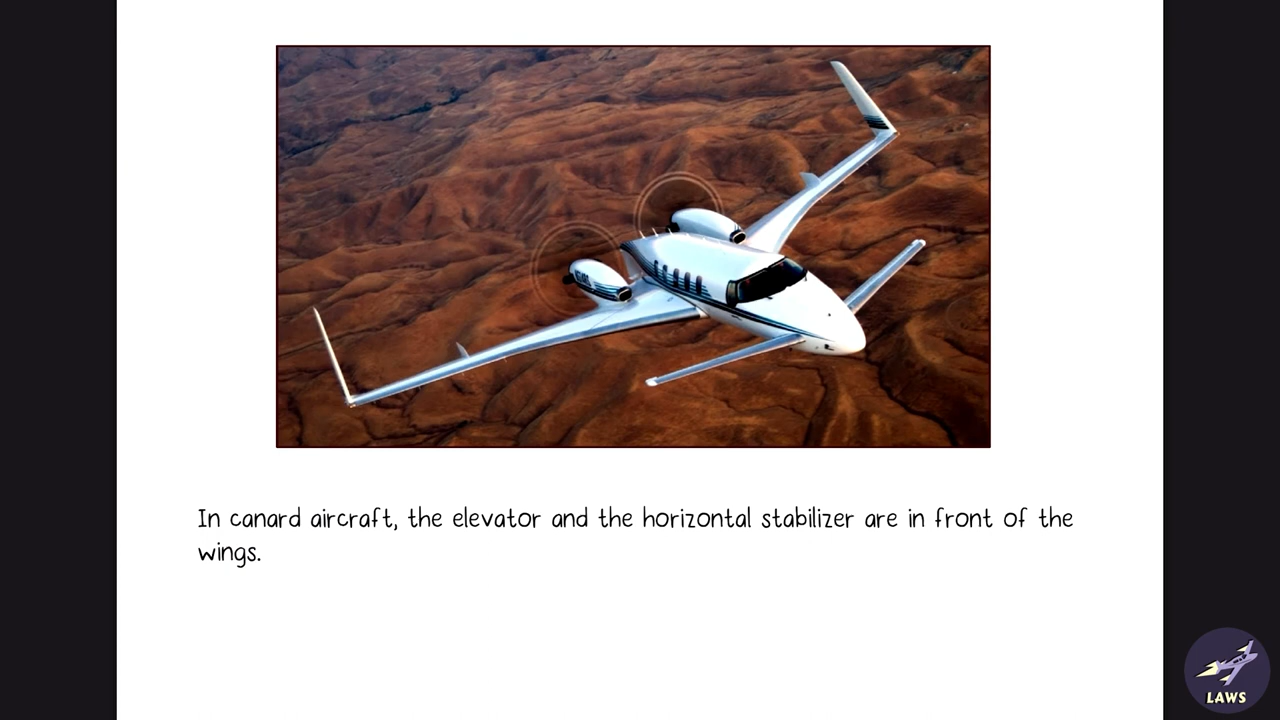 In canard aircraft, the elevator and the horizontal stabilizer are in front of the
wings.
LAWS